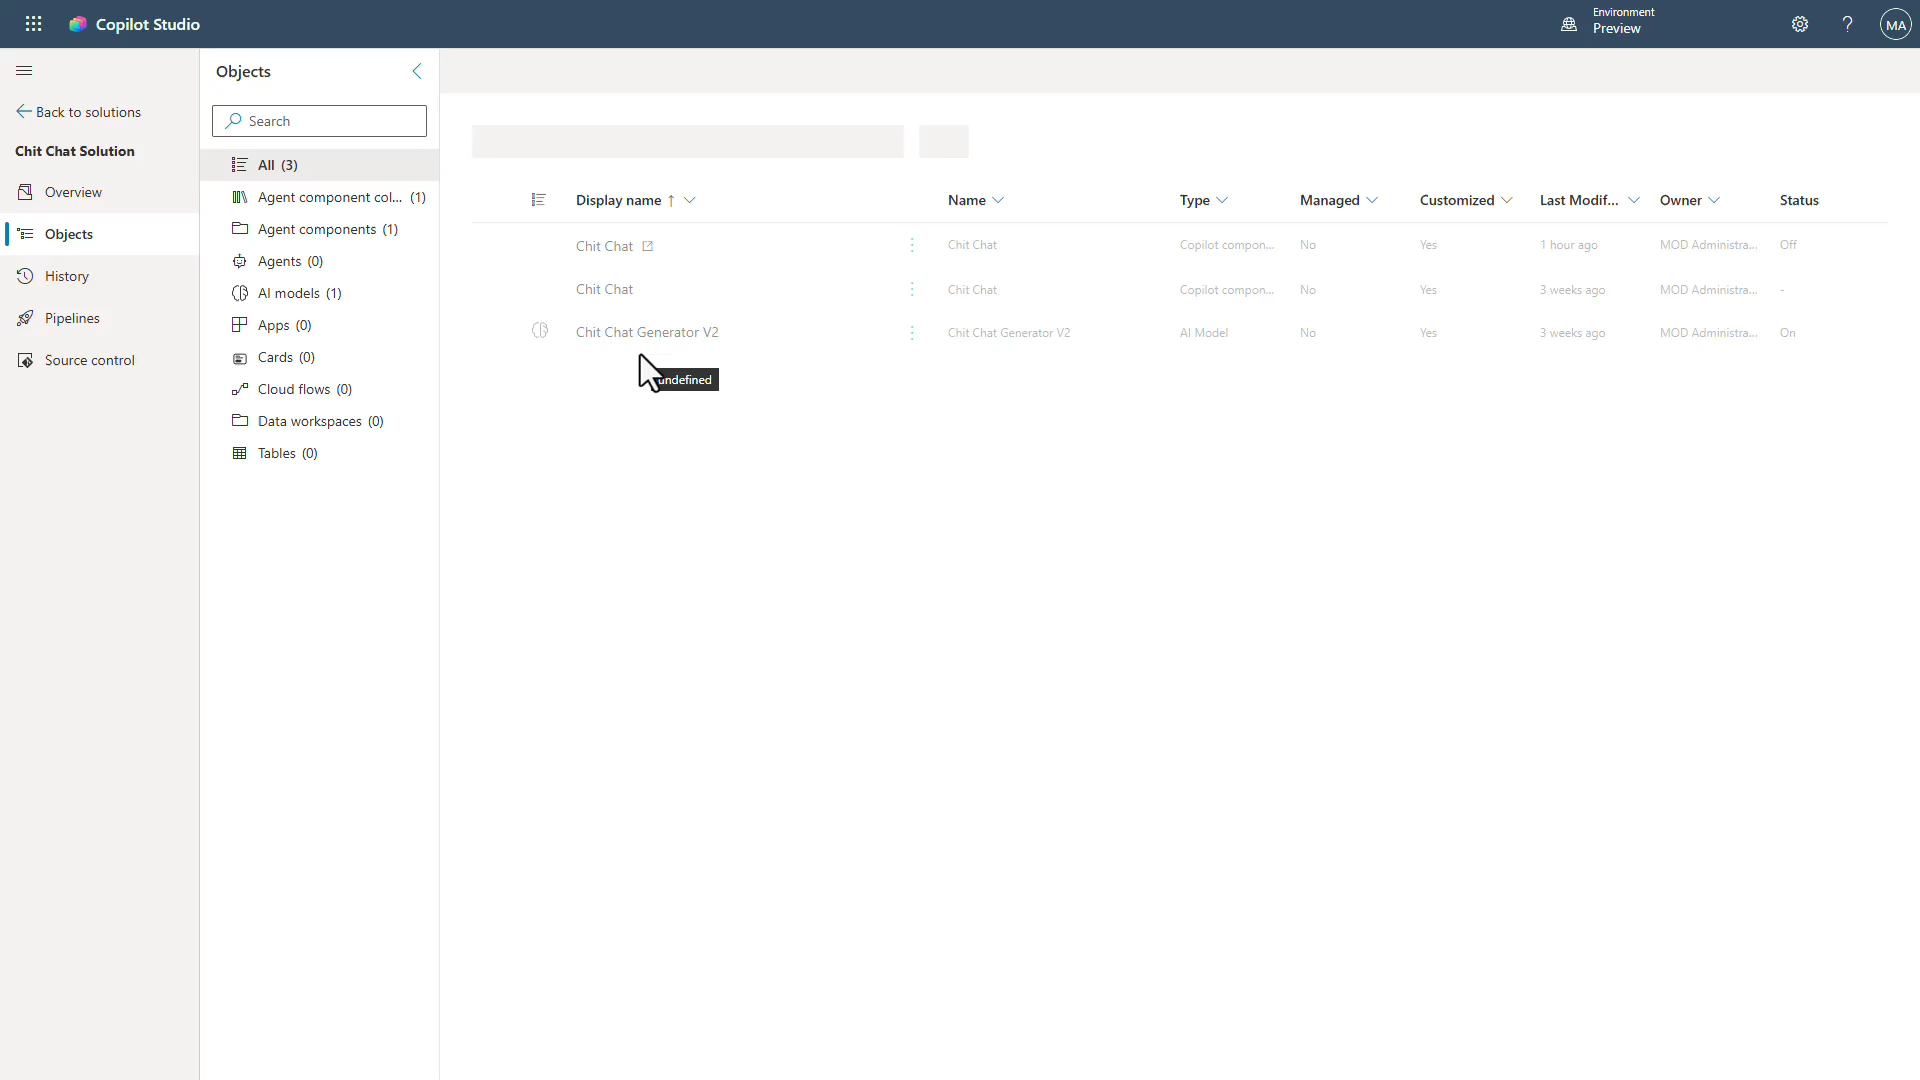 Copilot Studio
Environment
Preview
?
MA
Back to solutions
Chit Chat Solution
Overview
Objects
History
Pipelines
Source control
Objects
Search
All (3)
Agent component col... (1)
Agent components (1)
Agents (0)
AI models (1)
Apps (0)
Cards (0)
Cloud flows (0)
Data workspaces (0)
Tables (0)
Display name ↑ Name Type Managed Customized Last Modif... Owner Status
Chit Chat Chit Chat Copilot compon... No Yes 1 hour ago MOD Administra... Off
Chit Chat Chit Chat Copilot compon... No Yes 3 weeks ago MOD Administra... -
Chit Chat Generator V2 Chit Chat Generator V2 AI Model No Yes 3 weeks ago MOD Administra... On
undefined